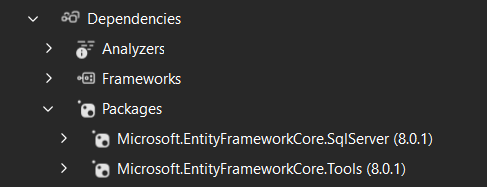 Dependencies
Analyzers
Frameworks
Packages
Microsoft.EntityFrameworkCore.SqlServer (8.0.1)
Microsoft.EntityFrameworkCore.Tools (8.0.1)